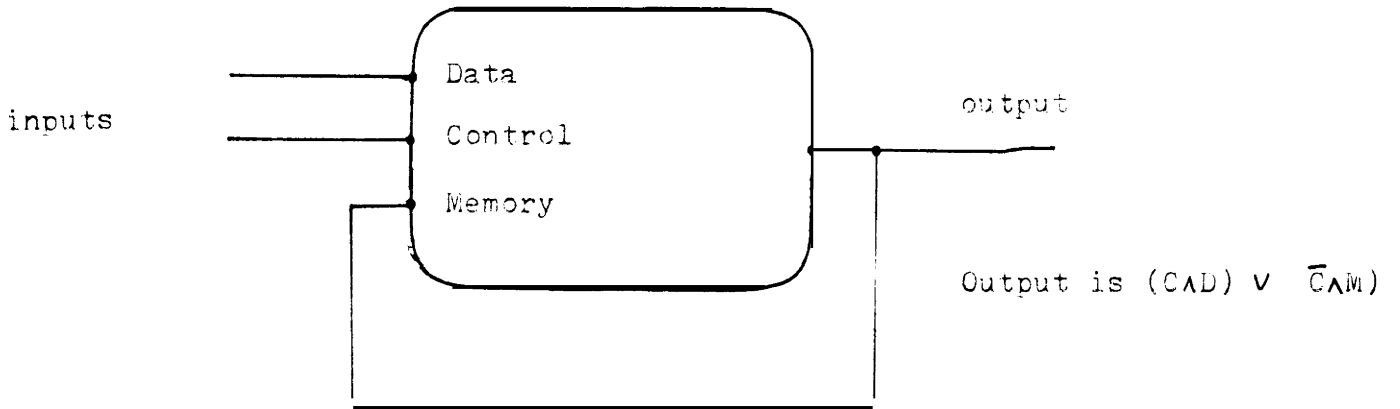 Data
inputs
Control
Memory
output
Output is (C∧D) ∨ C̅∧M)